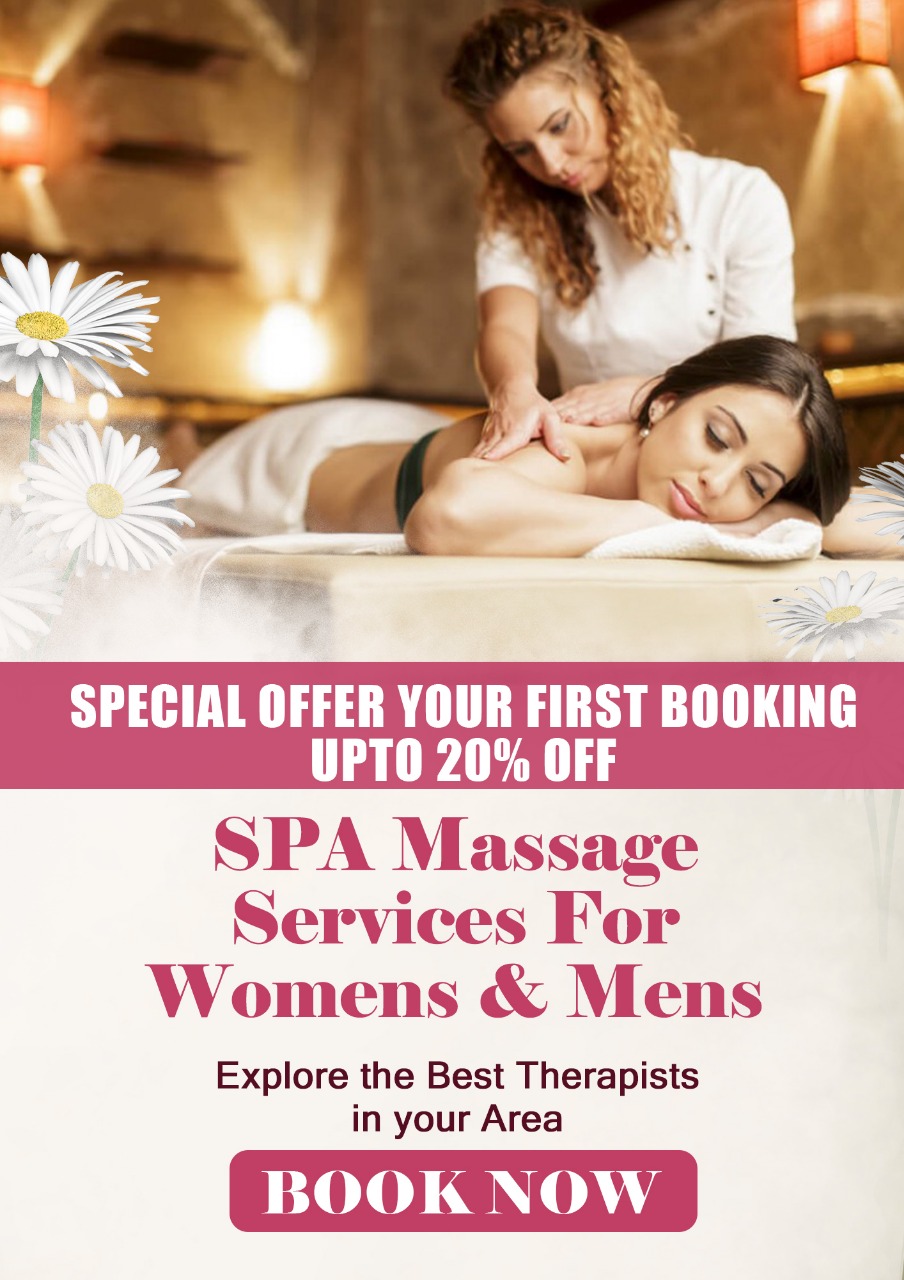 SPECIAL OFFER YOUR FIRST BOOKING
UPTO 20% OFF
SPA Massage
Services For
Womens & Mens
Explore the Best Therapists
in your Area
BOOK NOW